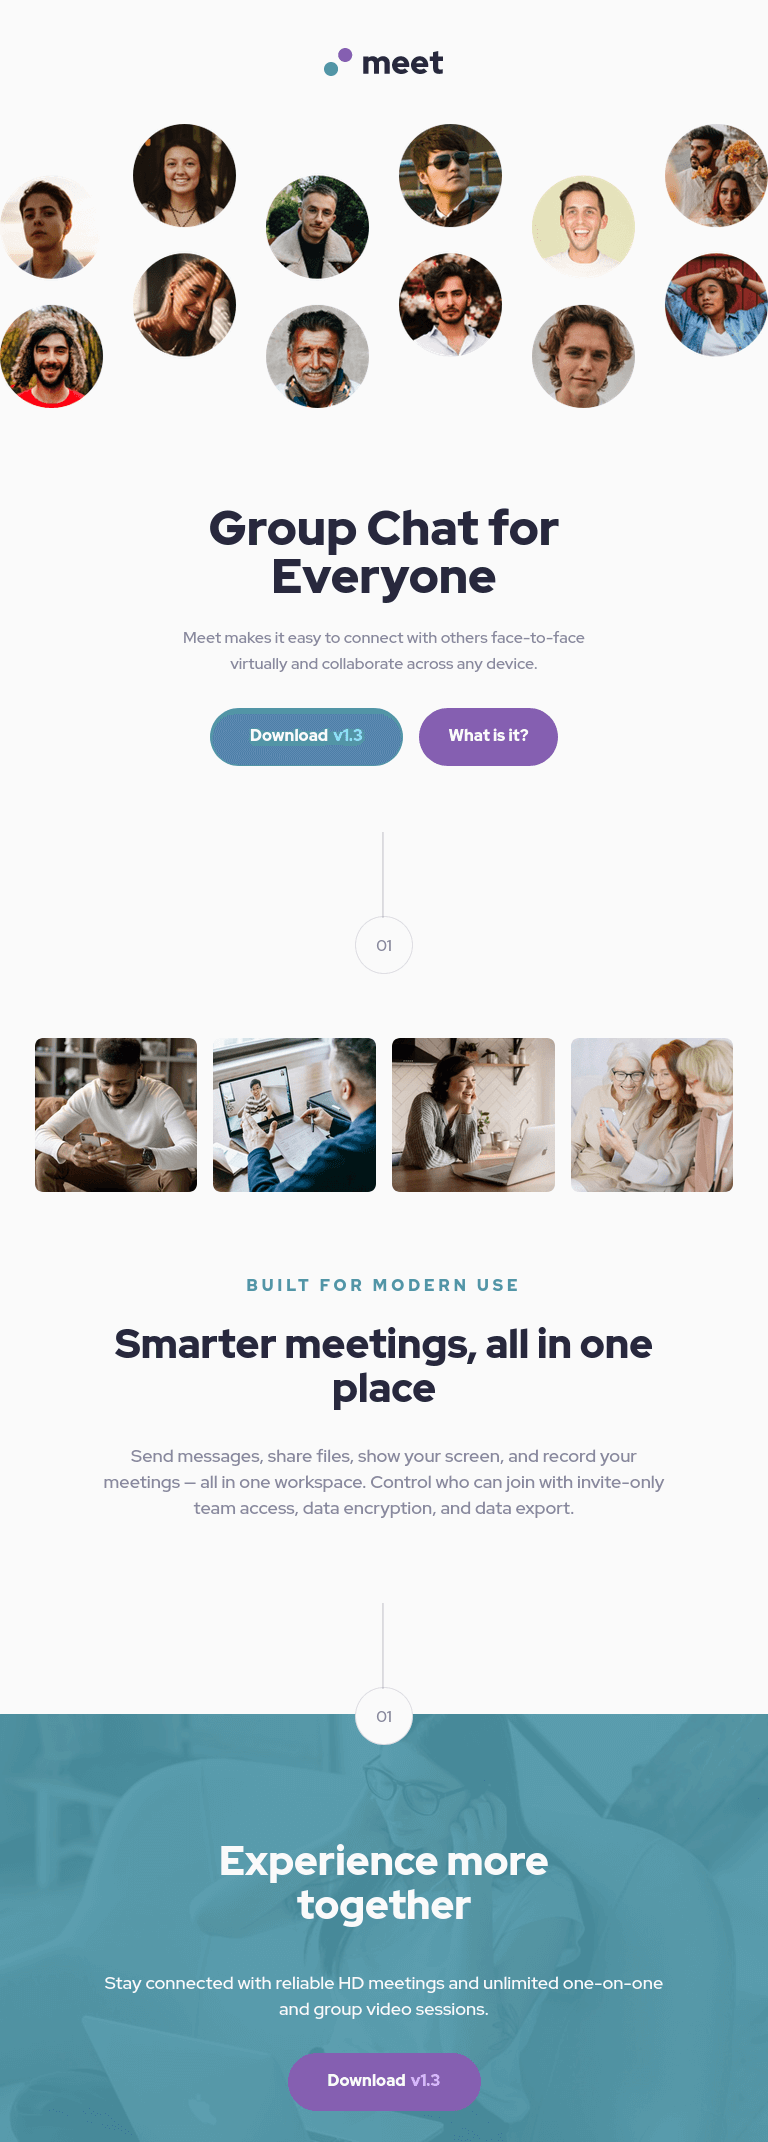 meet
Group Chat for
Everyone
Meet makes it easy to connect with others face-to-face
virtually and collaborate across any device.
Download v1.3
What is it?
01
BUILT FOR MODERN USE
Smarter meetings, all in one
place
Send messages, share files, show your screen, and record your
meetings — all in one workspace. Control who can join with invite-only
team access, data encryption, and data export.
01
Experience more
together
Stay connected with reliable HD meetings and unlimited one-on-one
and group video sessions.
Download v1.3